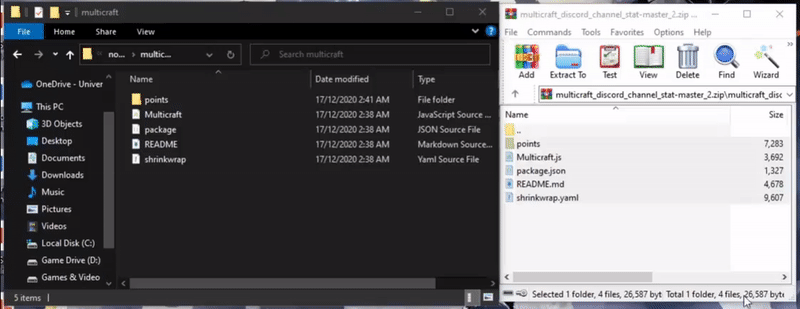 multicraft
File
Home
Share
View
no...
multic...
Search multicraft
OneDrive - Univer
This PC
3D Objects
Desktop
Documents
Downloads
Music
Pictures
Videos
Local Disk (C:)
Game Drive (D:)
Games & Video
Name Date modified Type
points 17/12/2020 2:41 AM File folder
Multicraft 17/12/2020 2:38 AM JavaScript Source...
package 17/12/2020 2:38 AM JSON Source File
README 17/12/2020 2:38 AM Markdown Source...
shrinkwrap 17/12/2020 2:38 AM Yaml Source File
5 items
multicraft_discord_channel_stat-master_2.zip
File Commands Tools Favorites Options Help
Add Extract To Test View Delete Find Wizard
multicraft_discord_channel_stat-master_2.zip\multicraft_disc
Name Size
..
points 7,283
Multicraft.js 3,692
package.json 1,327
README.md 4,678
shrinkwrap.yaml 9,607
Selected 1 folder, 4 files, 26,587 byt Total 1 folder, 4 files, 26,587 byte